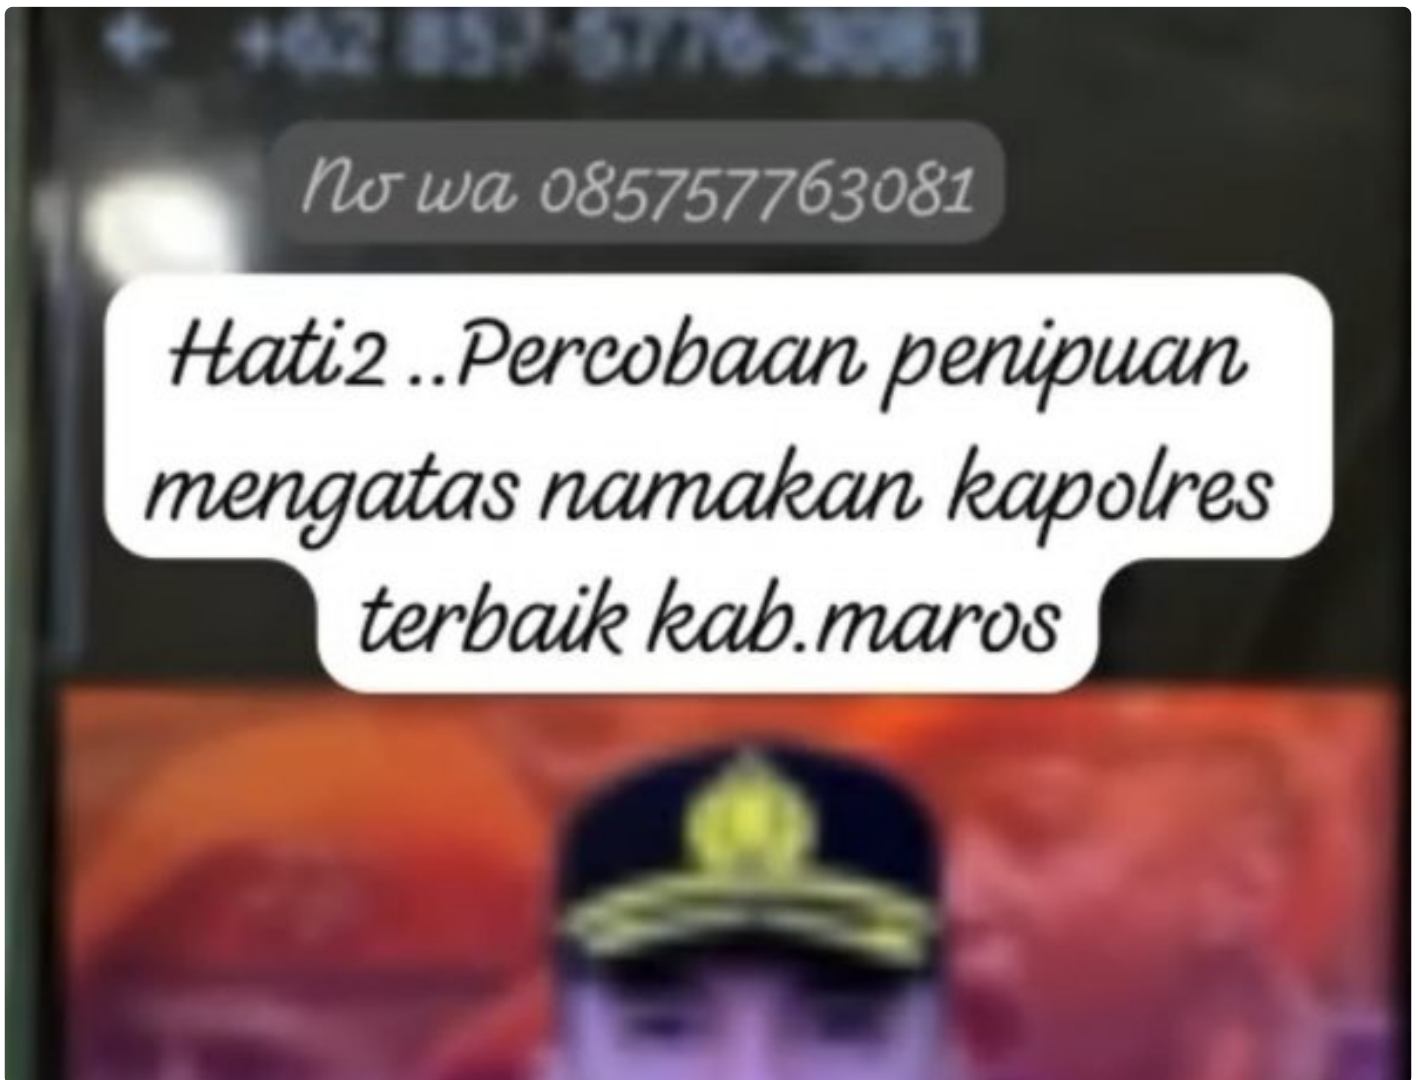 No wa 085757763081
Hati2 ..Percobaan penipuan
mengatas namakan kapolres
terbaik kab.maros